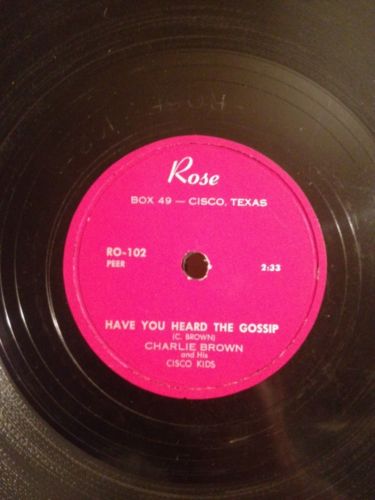 Rose
BOX 49 — CISCO, TEXAS
RO-102
PEER
2:33
HAVE YOU HEARD THE GOSSIP
(C. BROWN)
CHARLIE BROWN
and His
CISCO KIDS